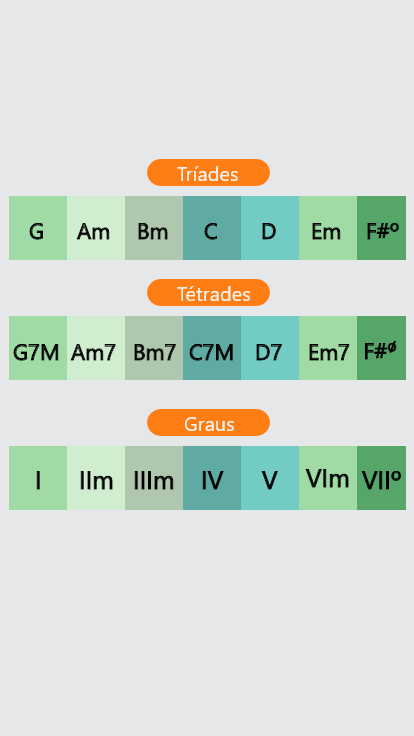 Tríades
G Am Bm C D Em F#º
Tétrades
G7M Am7 Bm7 C7M D7 Em7 F#ø
Graus
I IIm IIIm IV V VIm VIIº